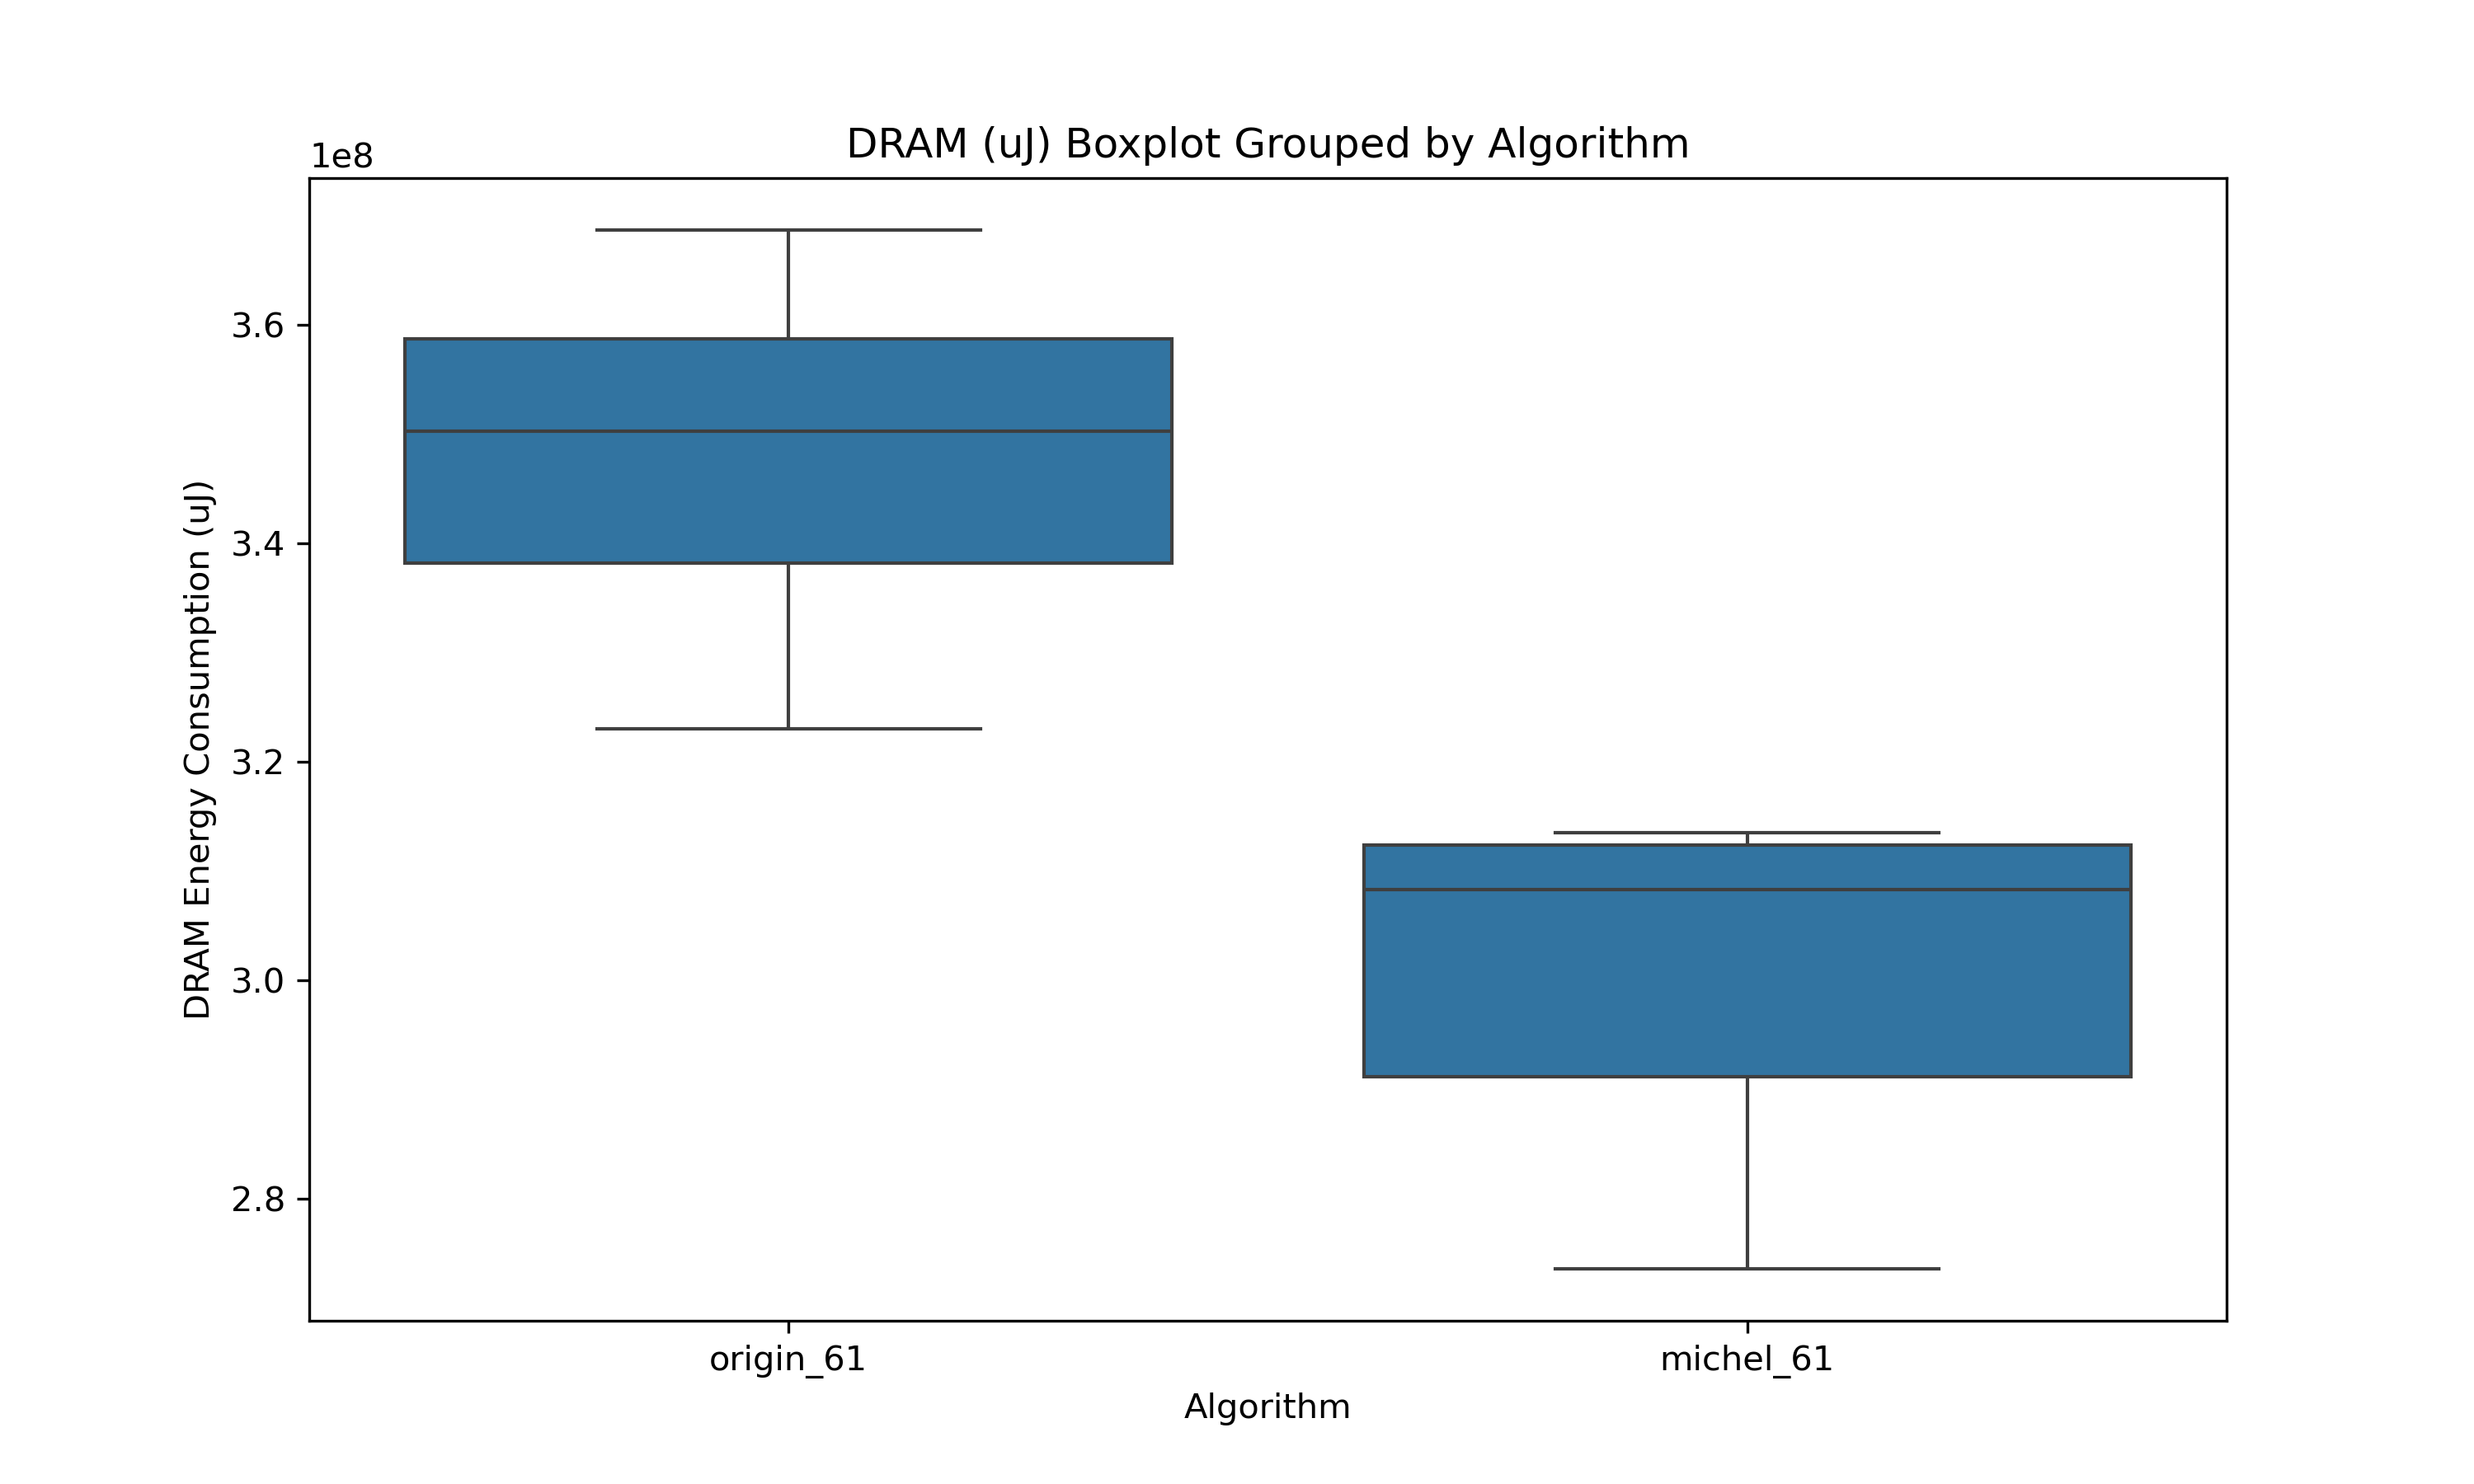 DRAM (uJ) Boxplot Grouped by Algorithm
1e8
3.6
3.4
3.2
3.0
2.8
DRAM Energy Consumption (uJ)
origin_61
michel_61
Algorithm